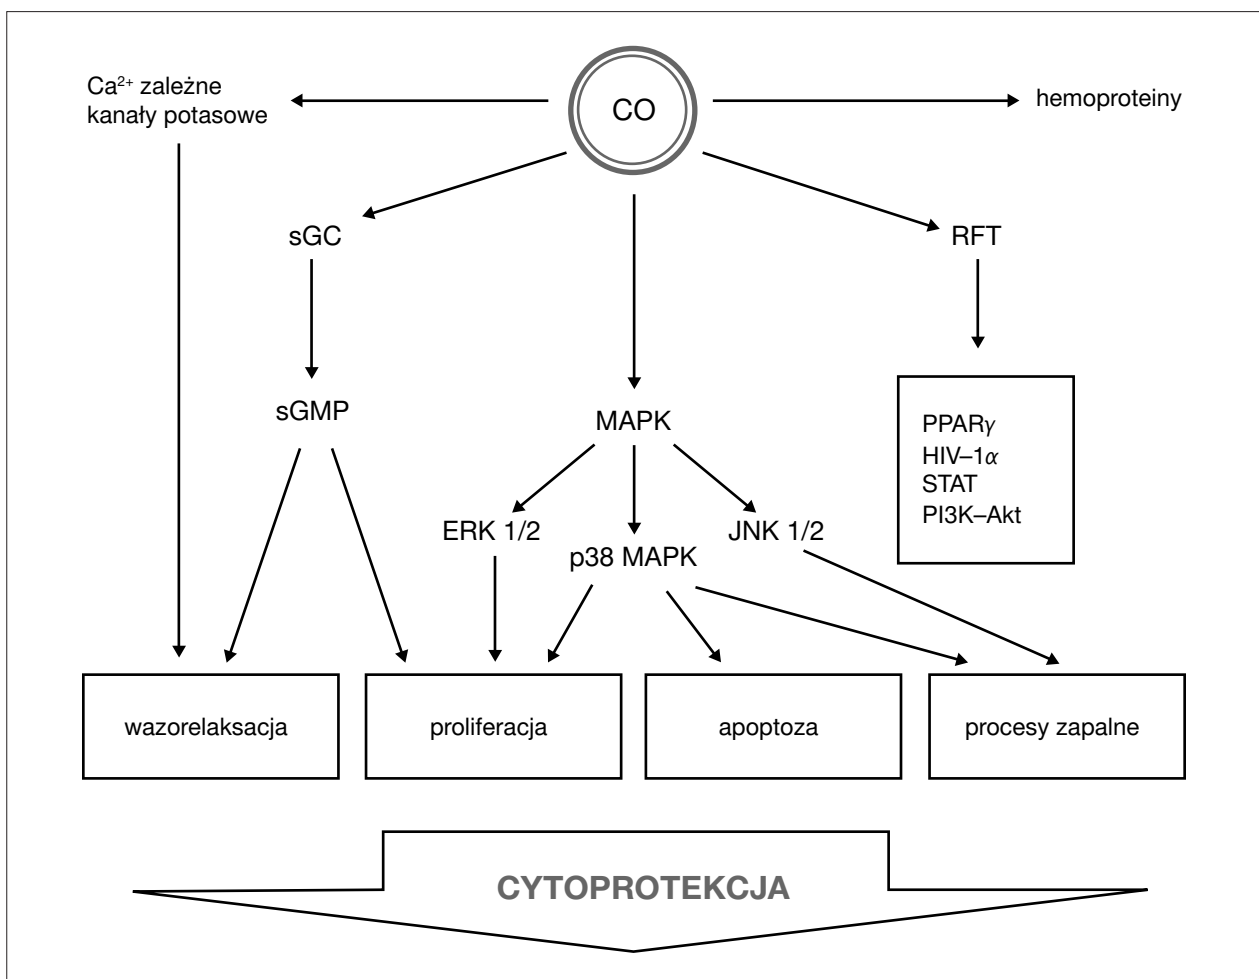 Ca²⁺ zależne
kanały potasowe
CO
hemoproteiny
sGC
RFT
sGMP
MAPK
PPARγ
HIV–1α
STAT
PI3K–Akt
ERK 1/2
JNK 1/2
p38 MAPK
wazorelaksacja
proliferacja
apoptoza
procesy zapalne
CYTOPROTEKCJA